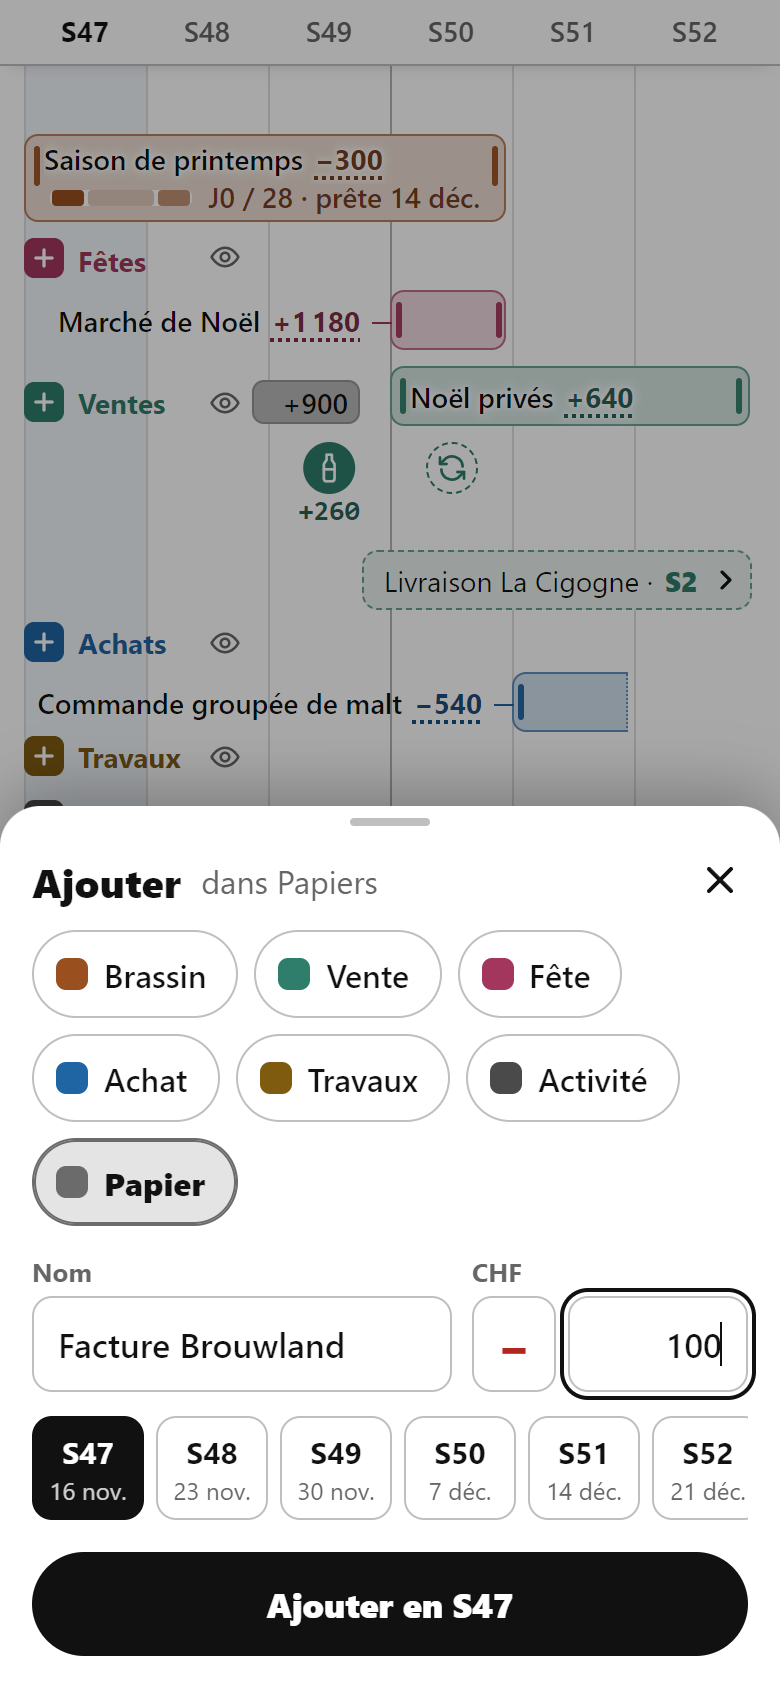 S47 S48 S49 S50 S51 S52
Saison de printemps −300
J0 / 28 · prête 14 déc.
Fêtes
Marché de Noël +1 180
Ventes +900 Noël privés +640
+260
Livraison La Cigogne · S2
Achats
Commande groupée de malt −540
Travaux
Ajouter dans Papiers
Brassin Vente Fête
Achat Travaux Activité
Papier
Nom CHF
Facture Brouwland − 100
S47 S48 S49 S50 S51 S52
16 nov. 23 nov. 30 nov. 7 déc. 14 déc. 21 déc.
Ajouter en S47